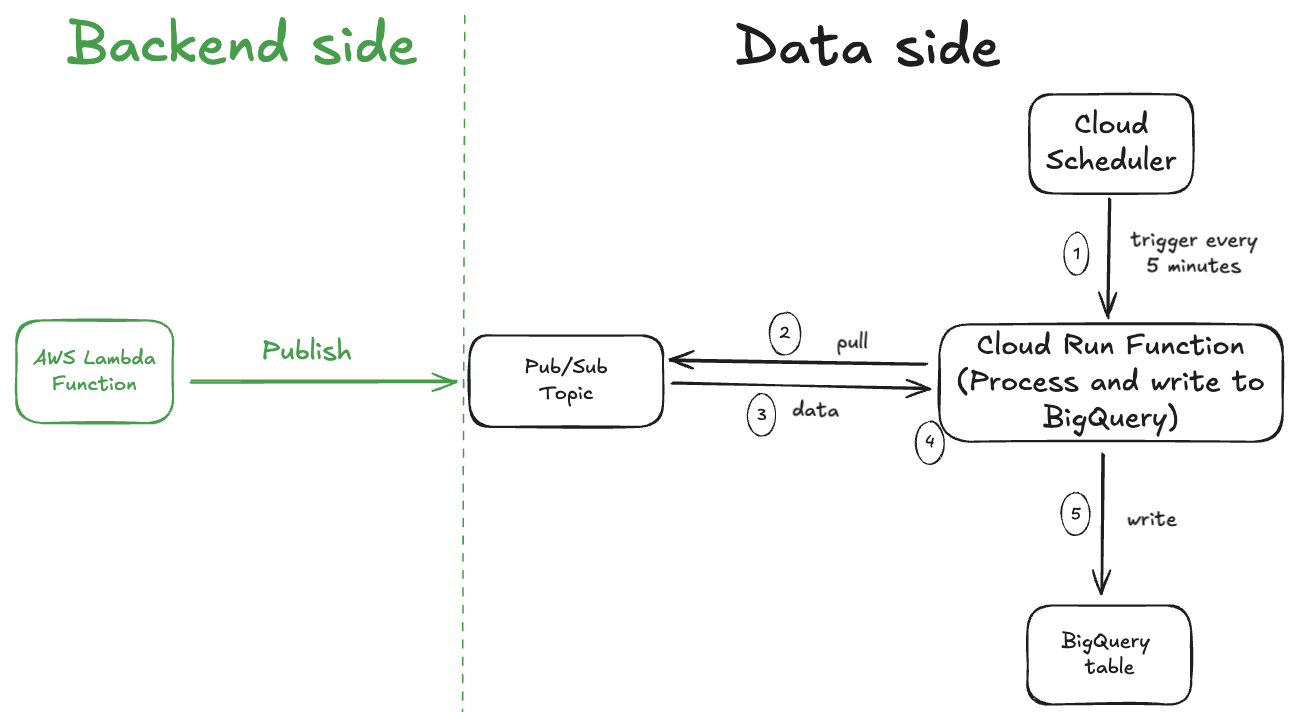 Backend side
Data side
Cloud
Scheduler
1
trigger every
5 minutes
AWS Lambda
Function
Publish
Pub/Sub
Topic
2
pull
3
data
4
Cloud Run Function
(Process and write to
BigQuery)
5
write
BigQuery
table